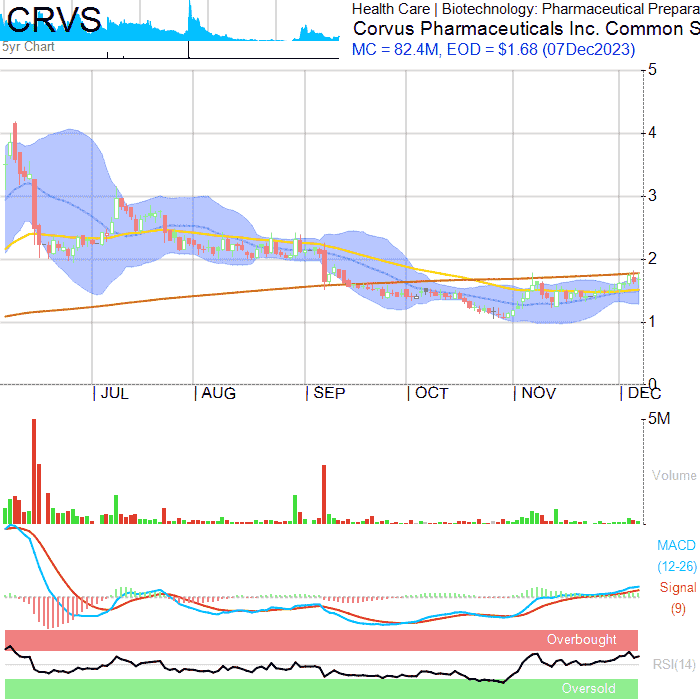 CRVS
5yr Chart
Health Care | Biotechnology: Pharmaceutical Prepara
Corvus Pharmaceuticals Inc. Common S
MC = 82.4M, EOD = $1.68 (07Dec2023)
5
4
3
2
1
0
JUL AUG SEP OCT NOV DEC
5M
Volume
MACD
(12-26)
Signal
(9)
Overbought
RSI(14)
Oversold